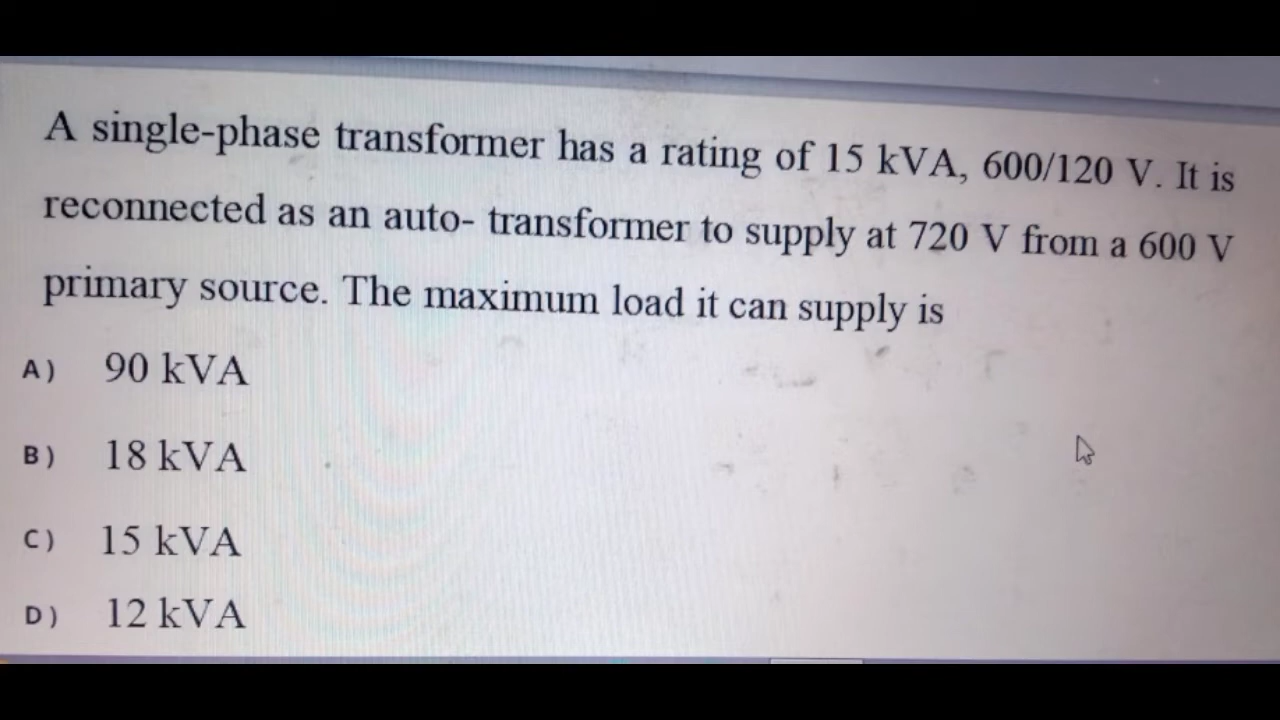 A single-phase transformer has a rating of 15 kVA, 600/120 V. It is
reconnected as an auto- transformer to supply at 720 V from a 600 V
primary source. The maximum load it can supply is
A) 90 kVA
B) 18 kVA
C) 15 kVA
D) 12 kVA